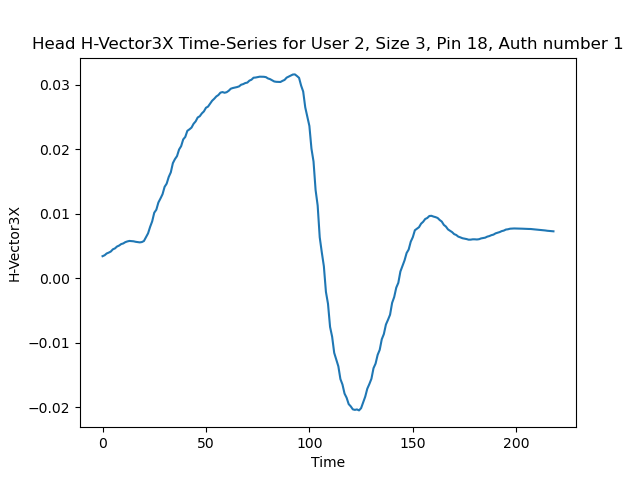 Head H-Vector3X Time-Series for User 2, Size 3, Pin 18, Auth number 1
0.03
0.02
0.01
0.00
−0.01
−0.02
H-Vector3X
0 50 100 150 200
Time